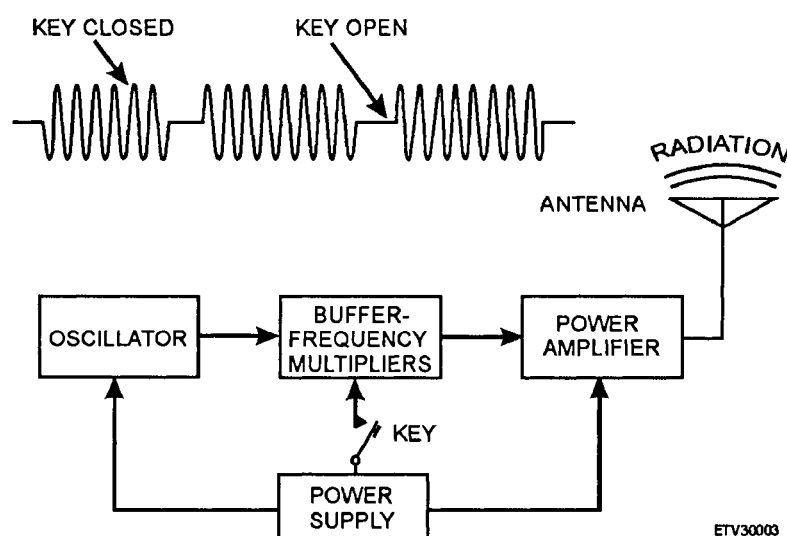 KEY CLOSED
KEY OPEN
RADIATION
ANTENNA
OSCILLATOR
BUFFER-
FREQUENCY
MULTIPLIERS
POWER
AMPLIFIER
KEY
POWER
SUPPLY
ETV30003